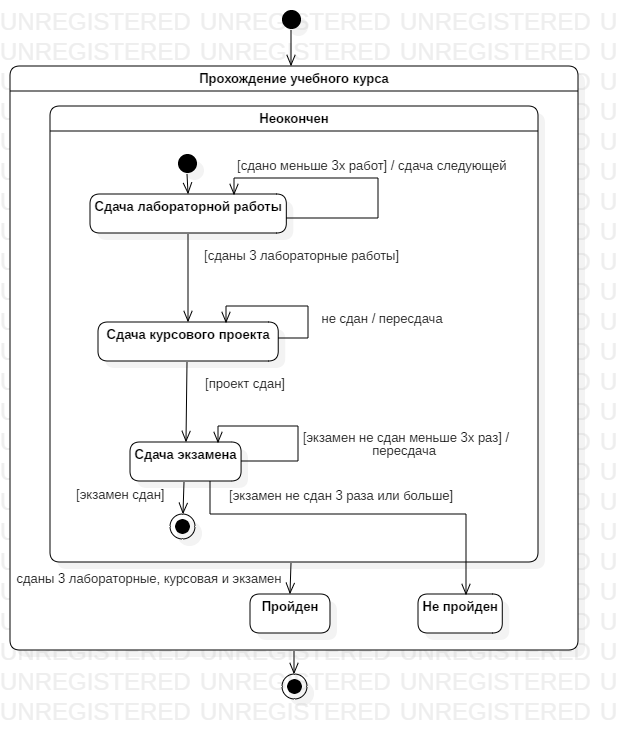 UNREGISTERED UNREGISTERED UNREGISTERED U
UNREGISTERED UNREGISTERED UNREGISTERED U
Прохождение учебного курса
Неокончен
[сдано меньше 3х работ] / сдача следующей
Сдача лабораторной работы
[сданы 3 лабораторные работы]
не сдан / пересдача
Сдача курсового проекта
[проект сдан]
[экзамен не сдан меньше 3х раз] /
пересдача
Сдача экзамена
[экзамен сдан]
[экзамен не сдан 3 раза или больше]
сданы 3 лабораторные, курсовая и экзамен
Пройден
Не пройден
UNREGISTERED UNREGISTERED UNREGISTERED U
UNREGISTERED UNREGISTERED UNREGISTERED U